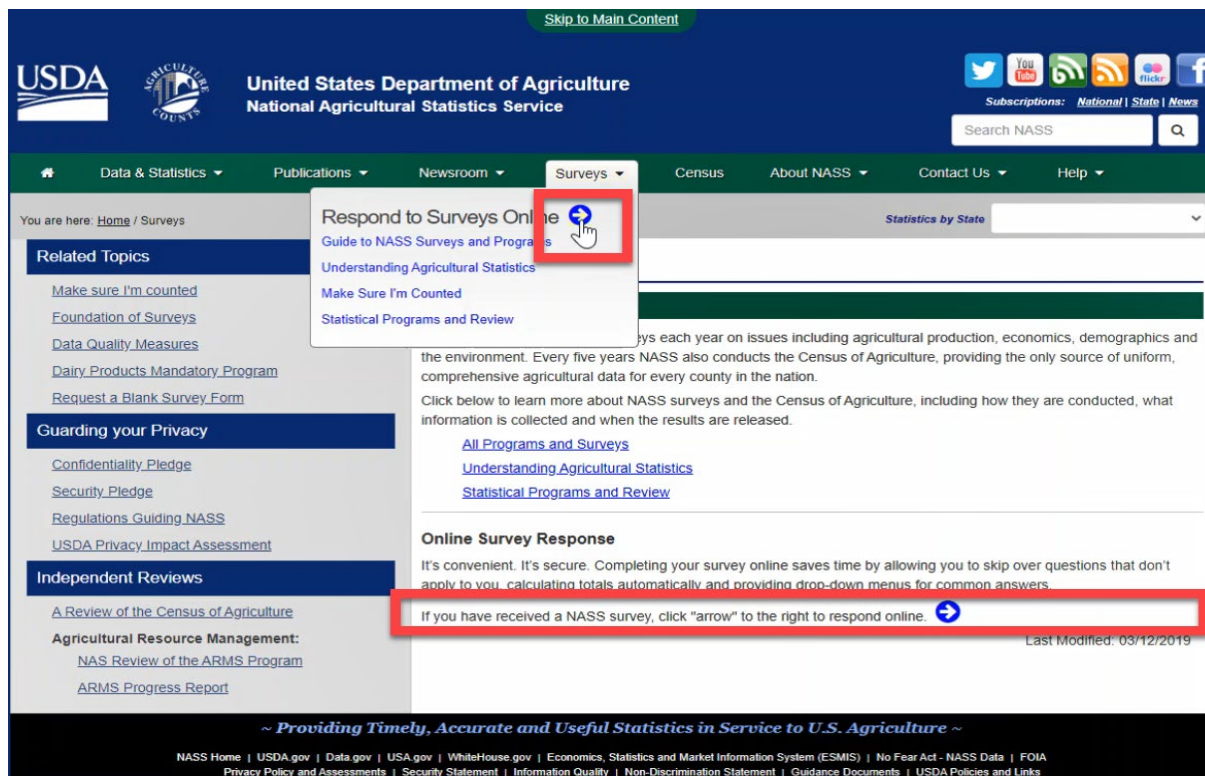 Skip to Main Content
USDA
AGRICULTURE
COUNTS
United States Department of Agriculture
National Agricultural Statistics Service
You
Tube
flickr
Subscriptions: National | State | News
Search NASS
Data & Statistics
Publications
Newsroom
Surveys
Census
About NASS
Contact Us
Help
You are here: Home / Surveys
Statistics by State
Respond to Surveys Online
Guide to NASS Surveys and Programs
Understanding Agricultural Statistics
Make Sure I'm Counted
Statistical Programs and Review
Related Topics
Make sure I'm counted
Foundation of Surveys
Data Quality Measures
Dairy Products Mandatory Program
Request a Blank Survey Form
Guarding your Privacy
Confidentiality Pledge
Security Pledge
Regulations Guiding NASS
USDA Privacy Impact Assessment
Independent Reviews
A Review of the Census of Agriculture
Agricultural Resource Management:
NAS Review of the ARMS Program
ARMS Progress Report
each year on issues including agricultural production, economics, demographics and
the environment. Every five years NASS also conducts the Census of Agriculture, providing the only source of uniform,
comprehensive agricultural data for every county in the nation.
Click below to learn more about NASS surveys and the Census of Agriculture, including how they are conducted, what
information is collected and when the results are released.
All Programs and Surveys
Understanding Agricultural Statistics
Statistical Programs and Review
Online Survey Response
It's convenient. It's secure. Completing your survey online saves time by allowing you to skip over questions that don't
apply to you, calculating totals automatically and providing drop-down menus for common answers.
If you have received a NASS survey, click "arrow" to the right to respond online.
Last Modified: 03/12/2019
~ Providing Timely, Accurate and Useful Statistics in Service to U.S. Agriculture ~
NASS Home | USDA.gov | Data.gov | USA.gov | WhiteHouse.gov | Economics, Statistics and Market Information System (ESMIS) | No Fear Act - NASS Data | FOIA
Privacy Policy and Assessments | Security Statement | Information Quality | Non-Discrimination Statement | Guidance Documents | USDA Policies and Links